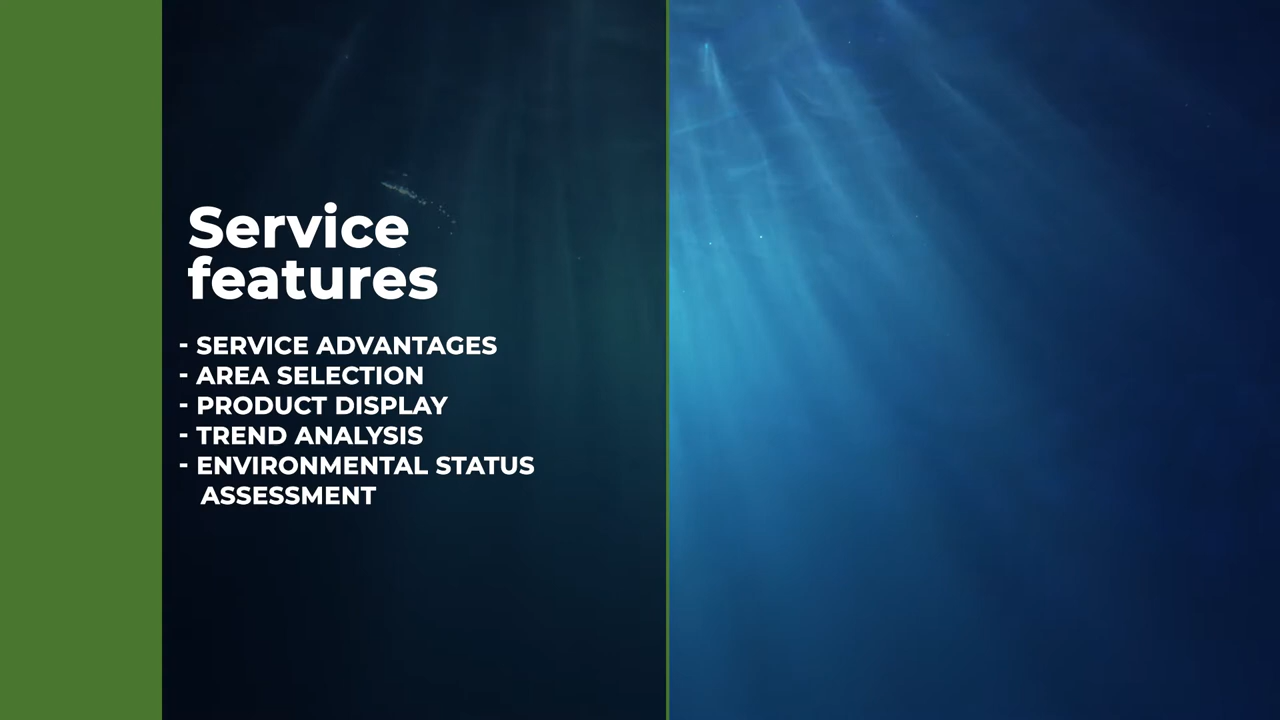 Service
features
- SERVICE ADVANTAGES
- AREA SELECTION
- PRODUCT DISPLAY
- TREND ANALYSIS
- ENVIRONMENTAL STATUS
ASSESSMENT